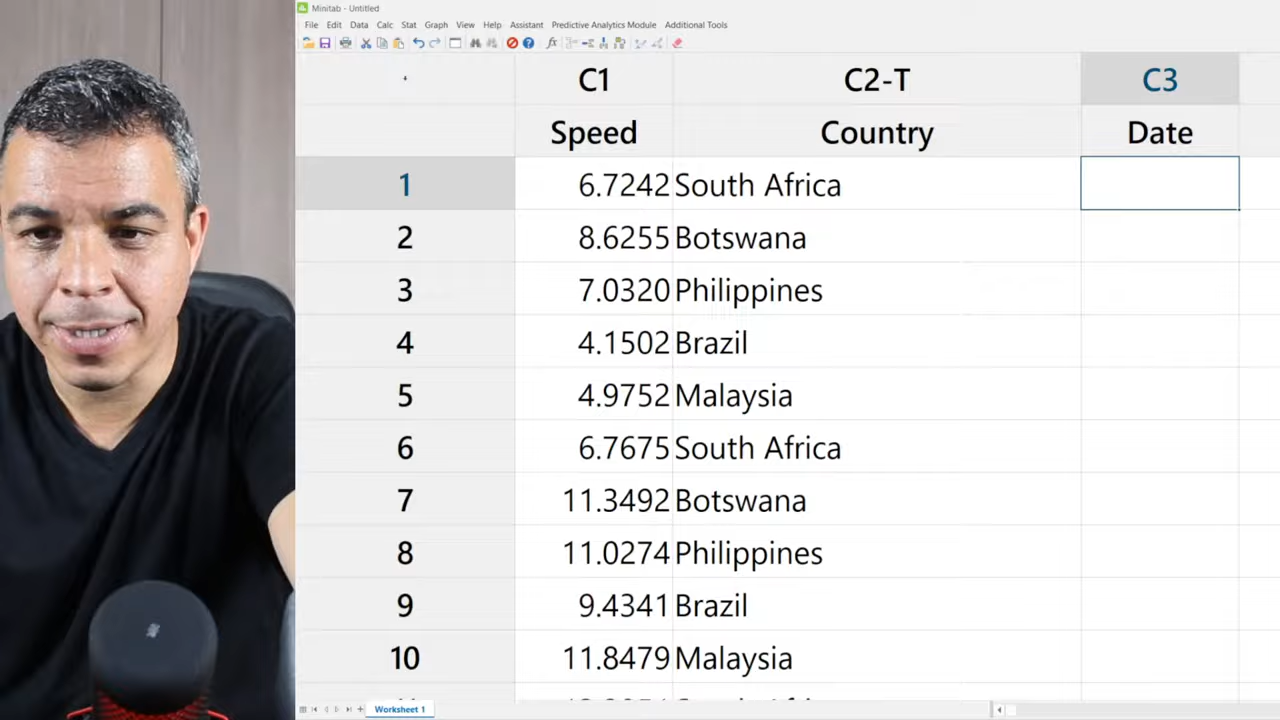 Minitab - Untitled
File Edit Data Calc Stat Graph View Help Assistant Predictive Analytics Module Additional Tools
C1 C2-T C3
Speed Country Date
1 6.7242 South Africa
2 8.6255 Botswana
3 7.0320 Philippines
4 4.1502 Brazil
5 4.9752 Malaysia
6 6.7675 South Africa
7 11.3492 Botswana
8 11.0274 Philippines
9 9.4341 Brazil
10 11.8479 Malaysia
Worksheet 1